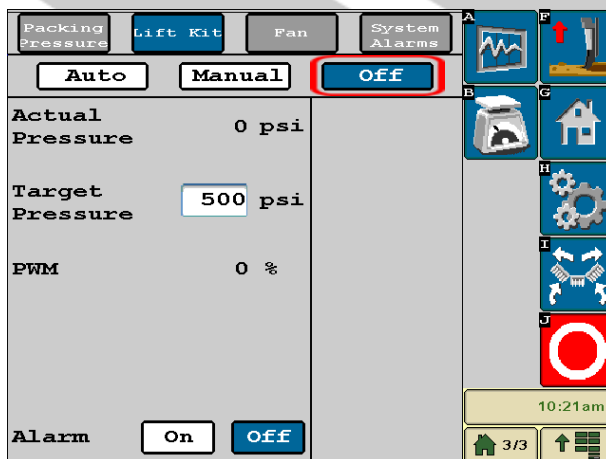 Packing Pressure Lift Kit Fan System Alarms
Auto Manual Off
Actual Pressure 0 psi
Target Pressure 500 psi
PWM 0 %
Alarm On Off
A
F
B
G
H
I
J
10:21am
3/3